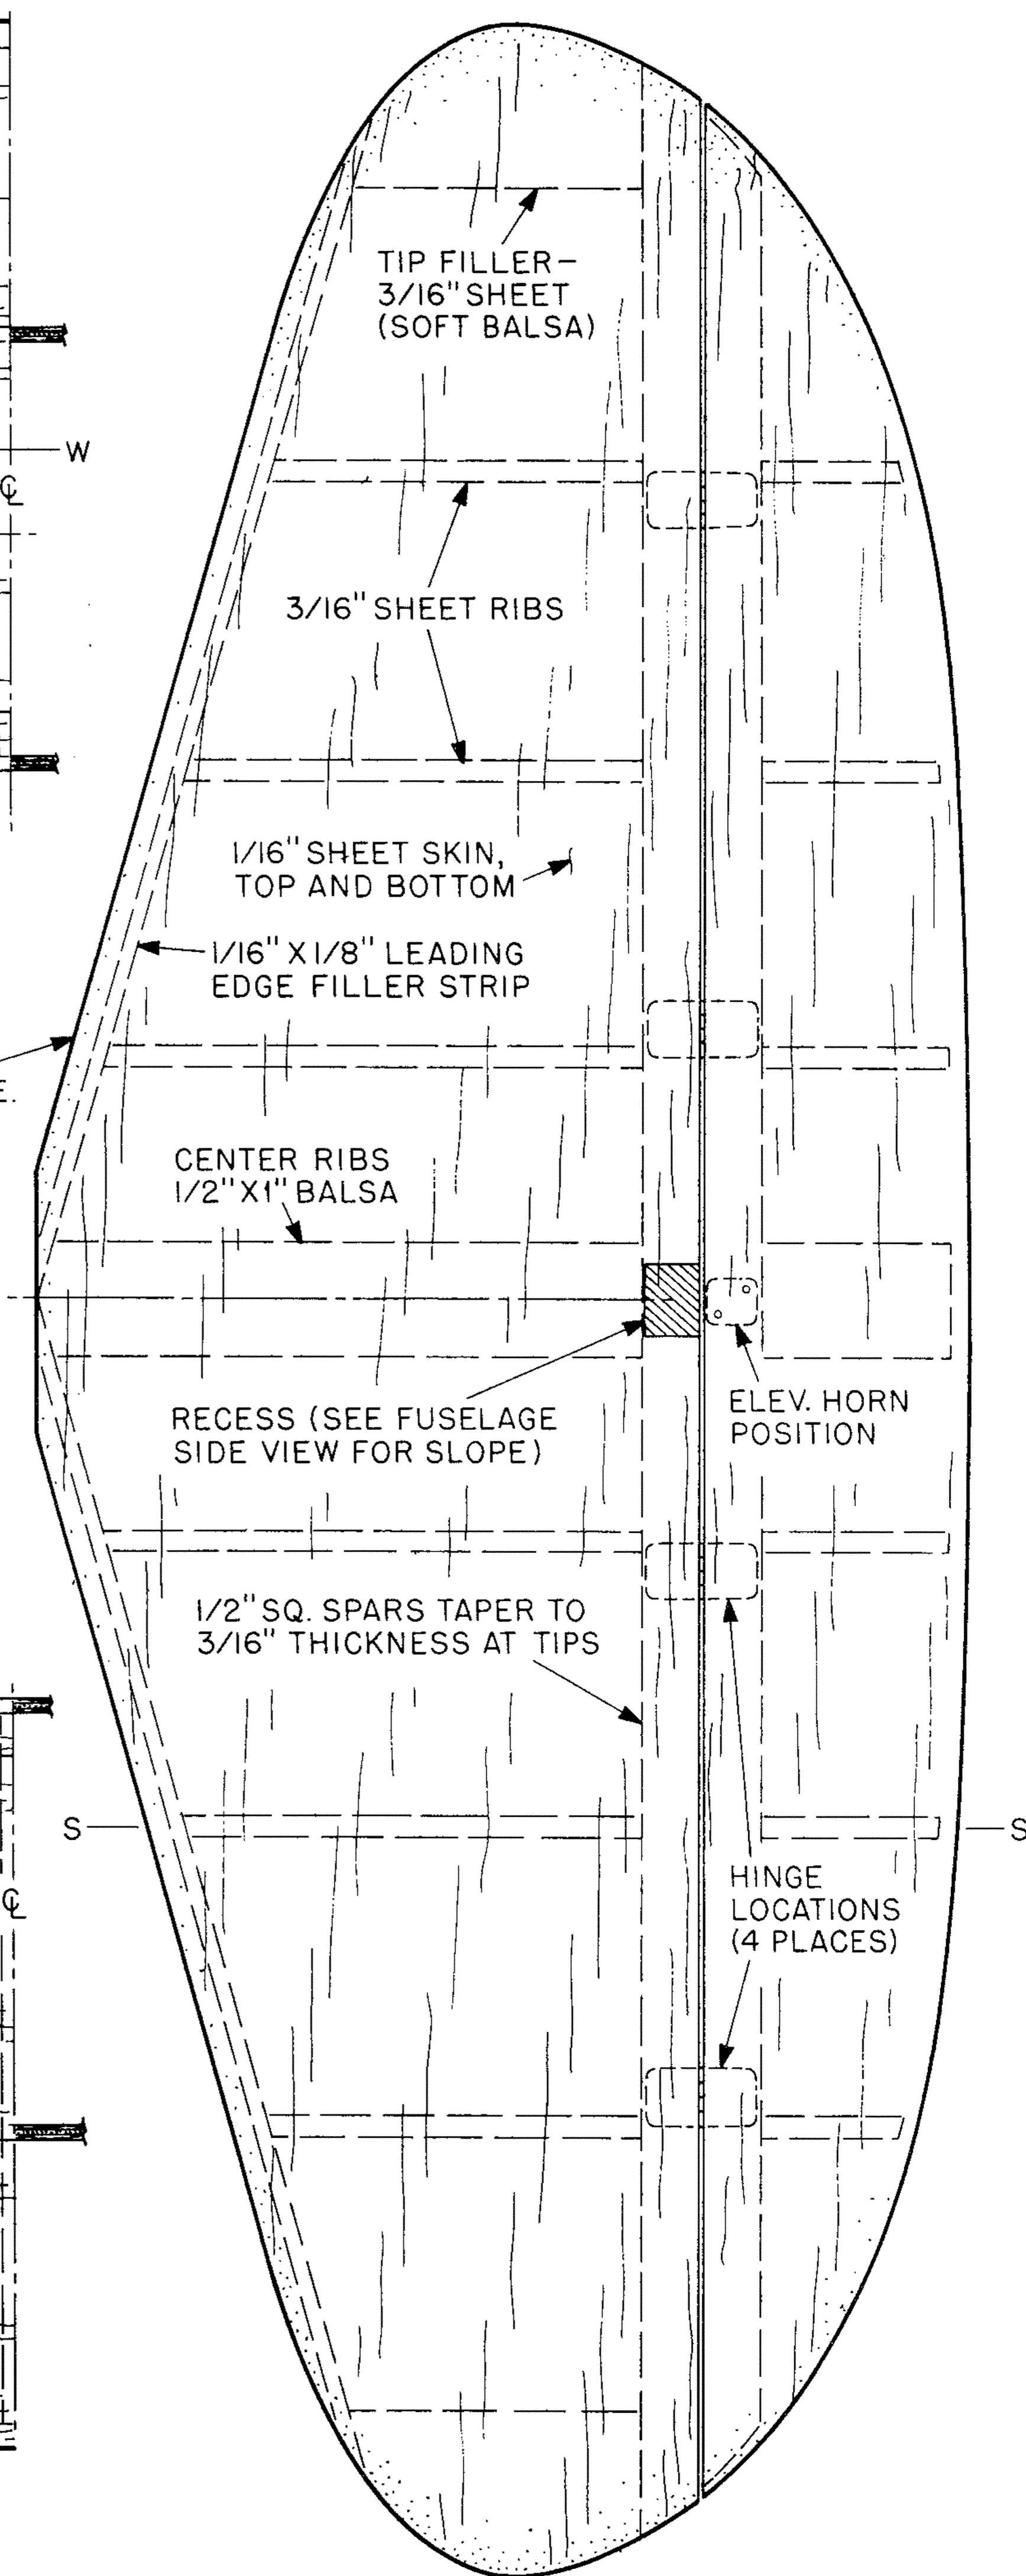 TIP FILLER–
3/16" SHEET
(SOFT BALSA)
W
℄
3/16" SHEET RIBS
1/16" SHEET SKIN,
TOP AND BOTTOM
1/16" X 1/8" LEADING
EDGE FILLER STRIP
E.
CENTER RIBS
1/2" X 1" BALSA
RECESS (SEE FUSELAGE
SIDE VIEW FOR SLOPE)
ELEV. HORN
POSITION
1/2" SQ. SPARS TAPER TO
3/16" THICKNESS AT TIPS
S
S
HINGE
LOCATIONS
(4 PLACES)
℄